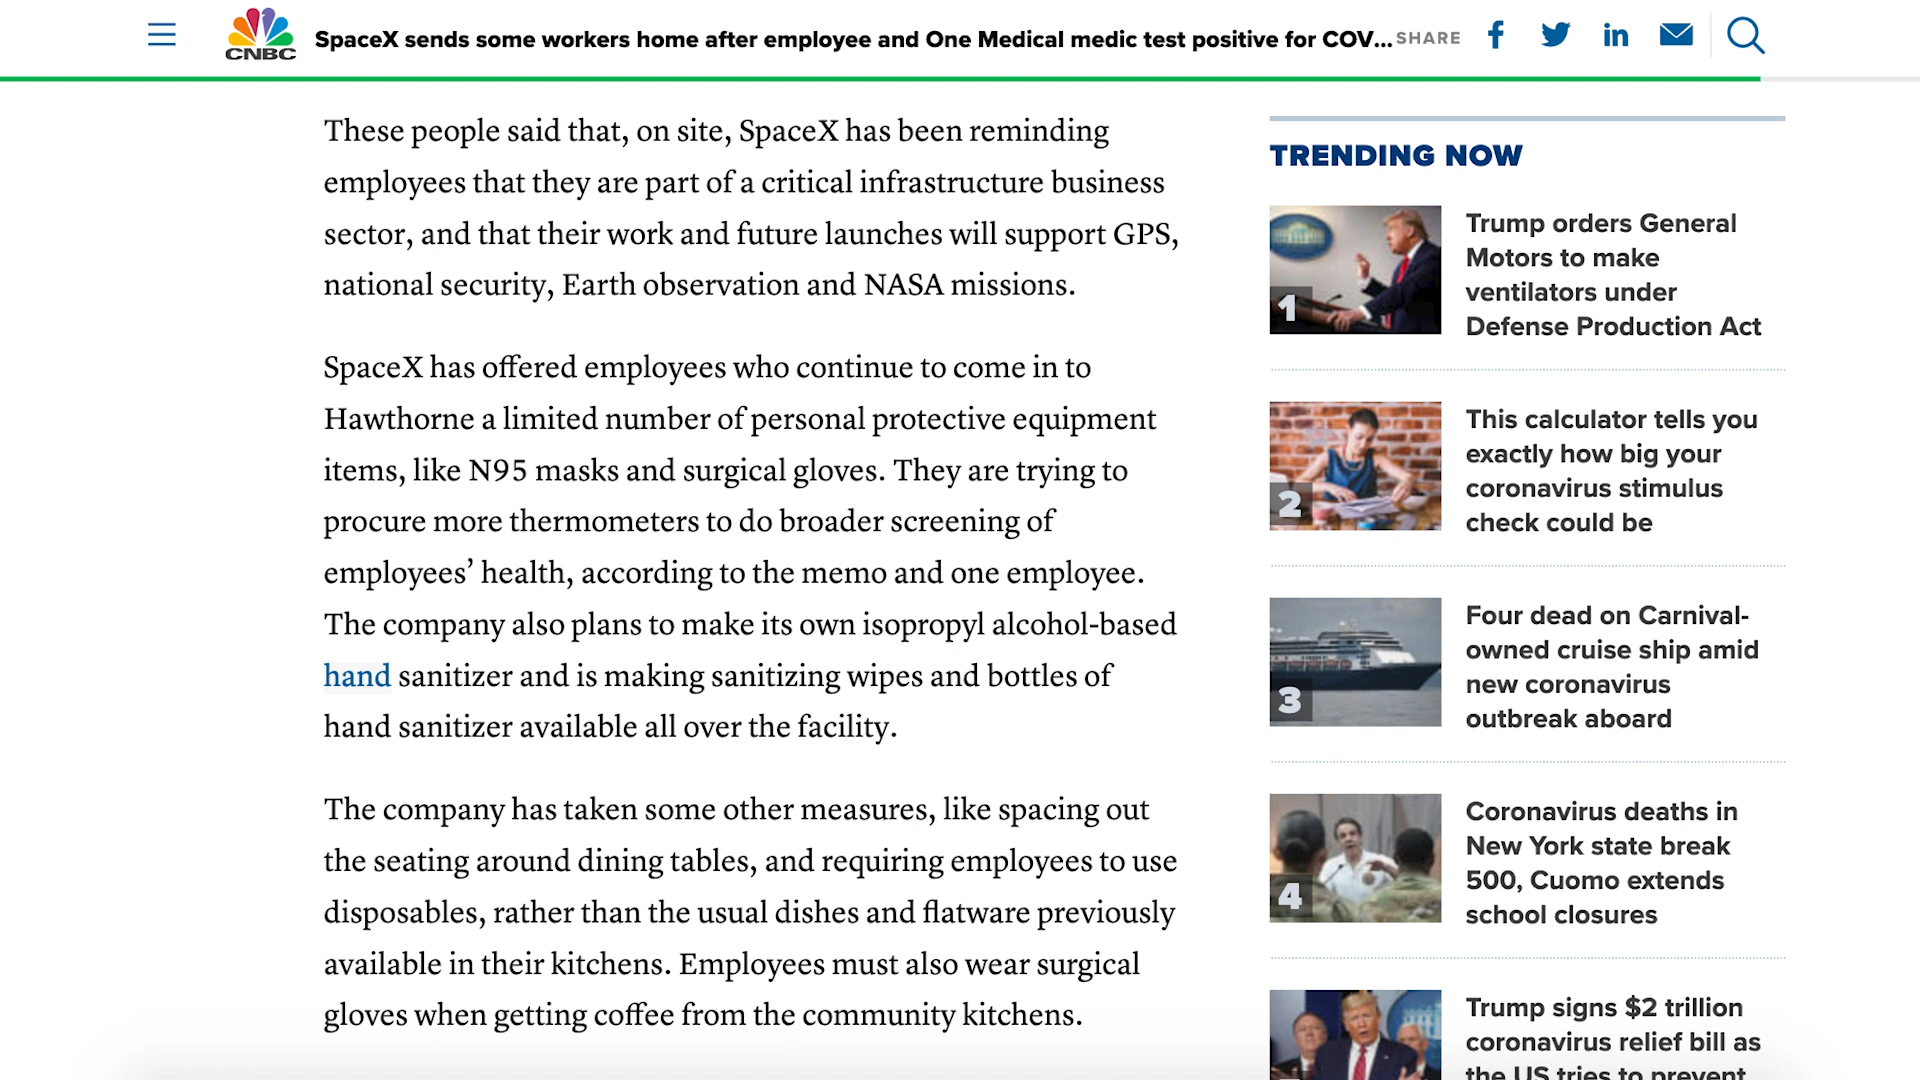 CNBC
SpaceX sends some workers home after employee and One Medical medic test positive for COV...
SHARE
These people said that, on site, SpaceX has been reminding
employees that they are part of a critical infrastructure business
sector, and that their work and future launches will support GPS,
national security, Earth observation and NASA missions.
SpaceX has offered employees who continue to come in to
Hawthorne a limited number of personal protective equipment
items, like N95 masks and surgical gloves. They are trying to
procure more thermometers to do broader screening of
employees’ health, according to the memo and one employee.
The company also plans to make its own isopropyl alcohol-based
hand sanitizer and is making sanitizing wipes and bottles of
hand sanitizer available all over the facility.
The company has taken some other measures, like spacing out
the seating around dining tables, and requiring employees to use
disposables, rather than the usual dishes and flatware previously
available in their kitchens. Employees must also wear surgical
gloves when getting coffee from the community kitchens.
TRENDING NOW
1
Trump orders General
Motors to make
ventilators under
Defense Production Act
2
This calculator tells you
exactly how big your
coronavirus stimulus
check could be
3
Four dead on Carnival-
owned cruise ship amid
new coronavirus
outbreak aboard
4
Coronavirus deaths in
New York state break
500, Cuomo extends
school closures
Trump signs $2 trillion
coronavirus relief bill as
the US tries to prevent